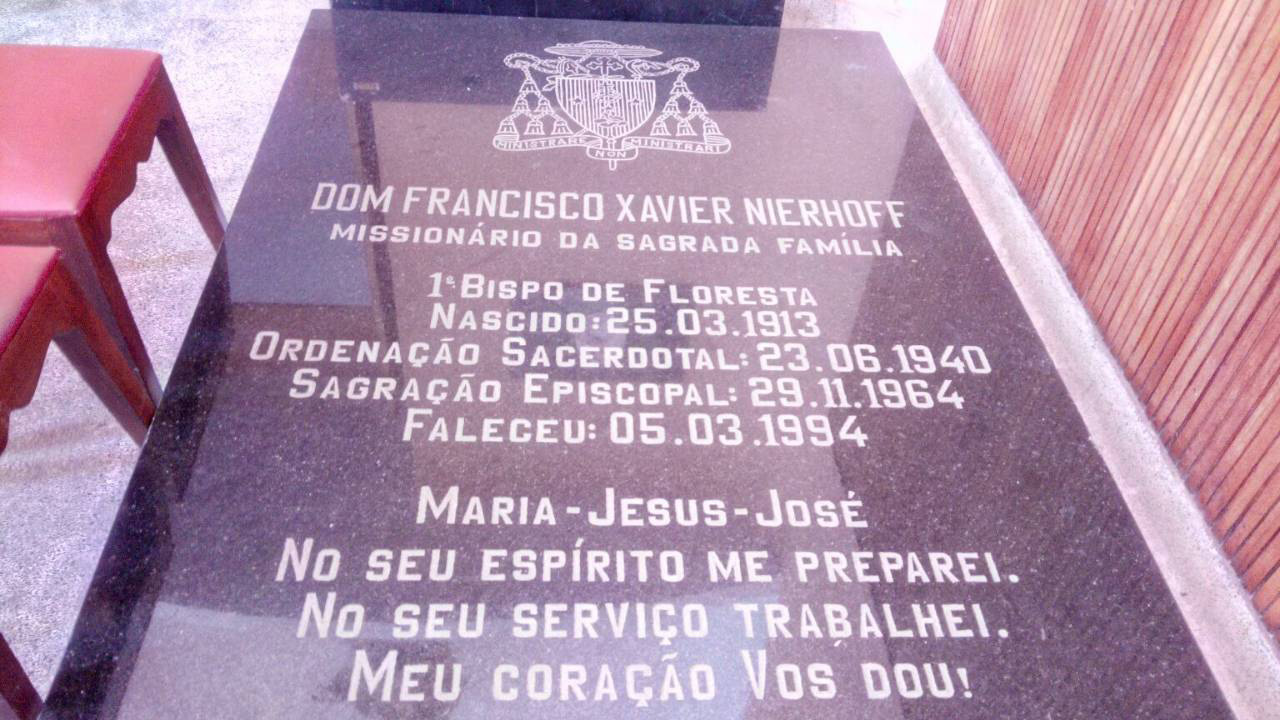 MINISTRARE NON MINISTRARI
DOM FRANCISCO XAVIER NIERHOFF
MISSIONÁRIO DA SAGRADA FAMÍLIA
1º BISPO DE FLORESTA
NASCIDO: 25.03.1913
ORDENAÇÃO SACERDOTAL: 23.06.1940
SAGRAÇÃO EPISCOPAL: 29.11.1964
FALECEU: 05.03.1994
MARIA-JESUS-JOSÉ
NO SEU ESPÍRITO ME PREPAREI.
NO SEU SERVIÇO TRABALHEI.
MEU CORAÇÃO VOS DOU!